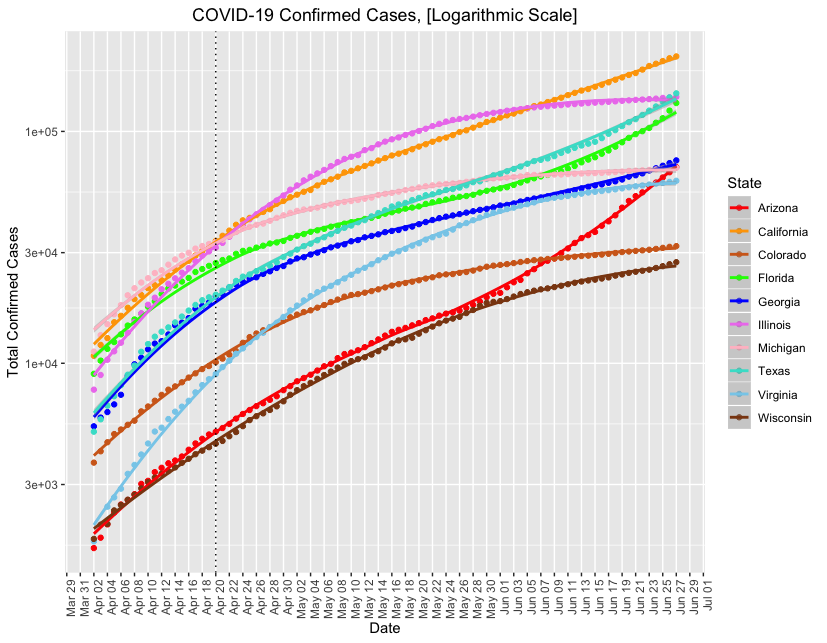 COVID-19 Confirmed Cases, [Logarithmic Scale]
Total Confirmed Cases
1e+05
3e+04
1e+04
3e+03
Mar 29
Mar 31
Apr 02
Apr 04
Apr 06
Apr 08
Apr 10
Apr 12
Apr 14
Apr 16
Apr 18
Apr 20
Apr 22
Apr 24
Apr 26
Apr 28
Apr 30
May 02
May 04
May 06
May 08
May 10
May 12
May 14
May 16
May 18
May 20
May 22
May 24
May 26
May 28
May 30
Jun 01
Jun 03
Jun 05
Jun 07
Jun 09
Jun 11
Jun 13
Jun 15
Jun 17
Jun 19
Jun 21
Jun 23
Jun 25
Jun 27
Jun 29
Jul 01
Date
State
Arizona
California
Colorado
Florida
Georgia
Illinois
Michigan
Texas
Virginia
Wisconsin